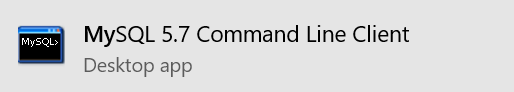 MySQL>
MySQL 5.7 Command Line Client
Desktop app